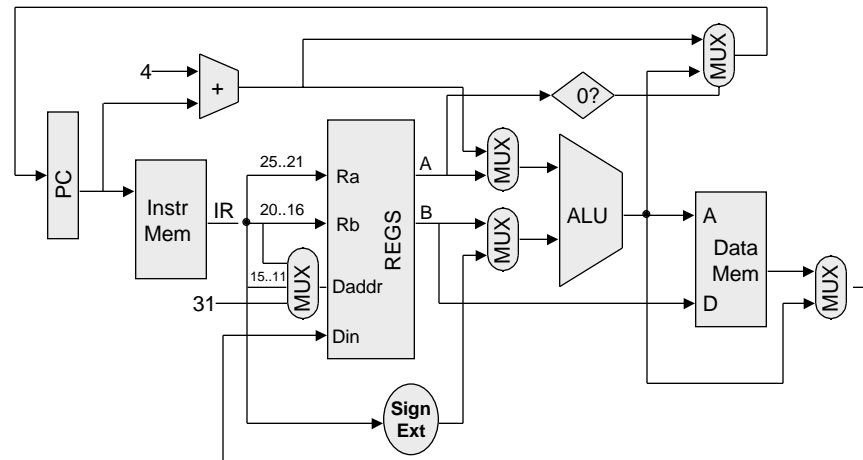 MUX
4
+
0?
PC
Instr
Mem
IR
25..21
20..16
15..11
31
MUX
Ra
Rb
Daddr
Din
REGS
A
B
MUX
MUX
ALU
A
Data
Mem
D
MUX
Sign
Ext